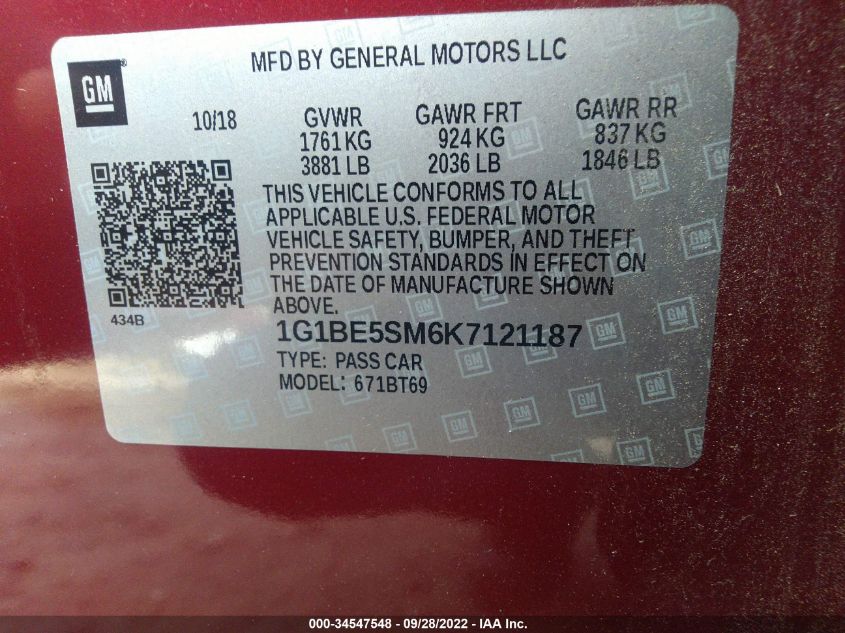 MFD BY GENERAL MOTORS LLC
GM
10/18
GVWR GAWR FRT GAWR RR
1761 KG 924 KG 837 KG
3881 LB 2036 LB 1846 LB
THIS VEHICLE CONFORMS TO ALL
APPLICABLE U.S. FEDERAL MOTOR
VEHICLE SAFETY, BUMPER, AND THEFT
PREVENTION STANDARDS IN EFFECT ON
THE DATE OF MANUFACTURE SHOWN
ABOVE.
434B
1G1BE5SM6K7121187
TYPE: PASS CAR
MODEL: 671BT69
000-34547548 - 09/28/2022 - IAA Inc.